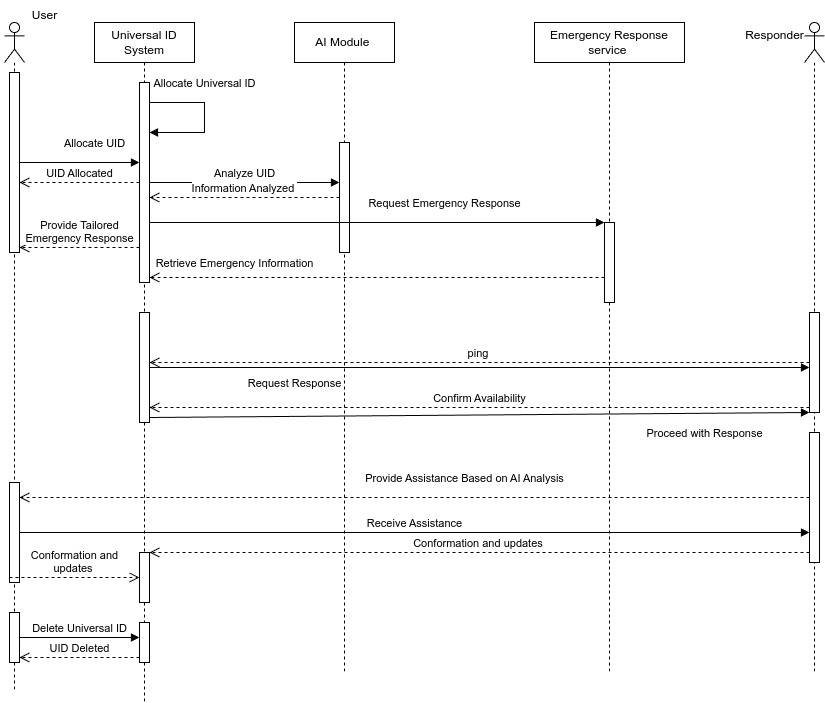 User
Universal ID
System
AI Module
Emergency Response
service
Responder
Allocate Universal ID
Allocate UID
UID Allocated
Analyze UID
Information Analyzed
Request Emergency Response
Provide Tailored
Emergency Response
Retrieve Emergency Information
ping
Request Response
Confirm Availability
Proceed with Response
Provide Assistance Based on AI Analysis
Receive Assistance
Conformation and updates
Conformation and
updates
Delete Universal ID
UID Deleted